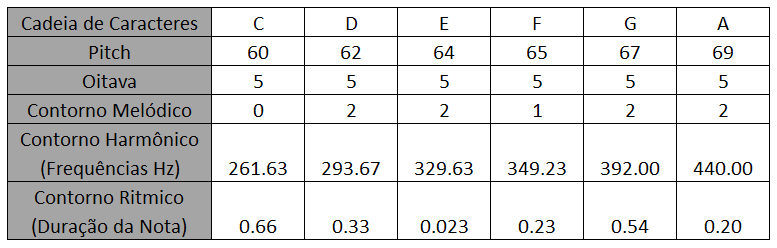 Cadeia de Caracteres C D E F G A
Pitch 60 62 64 65 67 69
Oitava 5 5 5 5 5 5
Contorno Melódico 0 2 2 1 2 2
Contorno Harmônico
(Frequências Hz) 261.63 293.67 329.63 349.23 392.00 440.00
Contorno Ritmico
(Duração da Nota) 0.66 0.33 0.023 0.23 0.54 0.20